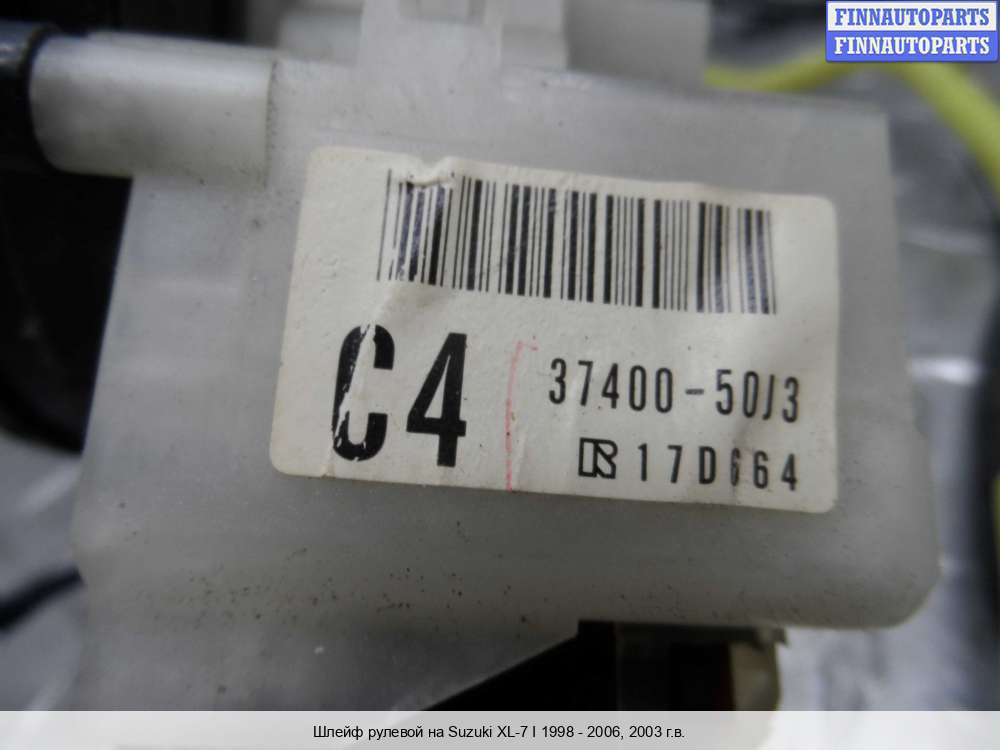 FINNAUTOPARTS
FINNAUTOPARTS
C4
37400-50J3
17D664
Шлейф рулевой на Suzuki XL-7 I 1998 - 2006, 2003 г.в.